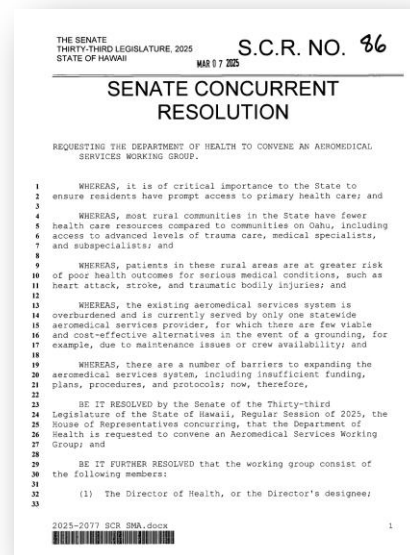 THE SENATE
THIRTY-THIRD LEGISLATURE, 2025
STATE OF HAWAII
S.C.R. NO. 86
MAR 07 2025
SENATE CONCURRENT
RESOLUTION
REQUESTING THE DEPARTMENT OF HEALTH TO CONVENE AN AEROMEDICAL
SERVICES WORKING GROUP.
1 WHEREAS, it is of critical importance to the State to
2 ensure residents have prompt access to primary health care; and
3
4 WHEREAS, most rural communities in the State have fewer
5 health care resources compared to communities on Oahu, including
6 access to advanced levels of trauma care, medical specialists,
7 and subspecialists; and
8
9 WHEREAS, patients in these rural areas are at greater risk
10 of poor health outcomes for serious medical conditions, such as
11 heart attack, stroke, and traumatic bodily injuries; and
12
13 WHEREAS, the existing aeromedical services system is
14 overburdened and is currently served by only one statewide
15 aeromedical services provider, for which there are few viable
16 and cost-effective alternatives in the event of a grounding, for
17 example, due to maintenance issues or crew availability; and
18
19 WHEREAS, there are a number of barriers to expanding the
20 aeromedical services system, including insufficient funding,
21 plans, procedures, and protocols; now, therefore,
22
23 BE IT RESOLVED by the Senate of the Thirty-third
24 Legislature of the State of Hawaii, Regular Session of 2025, the
25 House of Representatives concurring, that the Department of
26 Health is requested to convene an Aeromedical Services Working
27 Group; and
28
29 BE IT FURTHER RESOLVED that the working group consist of
30 the following members:
31
32 (1) The Director of Health, or the Director's designee;
33
2025-2077 SCR SMA.docx 1